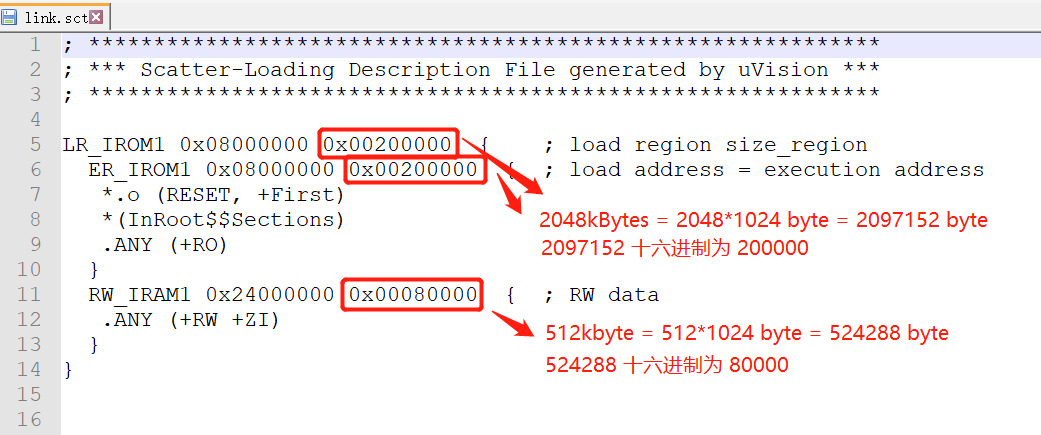 link.sct
1 ; *************************************************************
2 ; *** Scatter-Loading Description File generated by uVision ***
3 ; *************************************************************
4
5 LR_IROM1 0x08000000 0x00200000 { ; load region size_region
6 ER_IROM1 0x08000000 0x00200000 { ; load address = execution address
7 *.o (RESET, +First)
8 *(InRoot$$Sections)
2048kBytes = 2048*1024 byte = 2097152 byte
9 .ANY (+RO)
2097152 十六进制为 200000
10 }
11 RW_IRAM1 0x24000000 0x00080000 { ; RW data
12 .ANY (+RW +ZI)
512kbyte = 512*1024 byte = 524288 byte
13 }
524288 十六进制为 80000
14 }
15
16